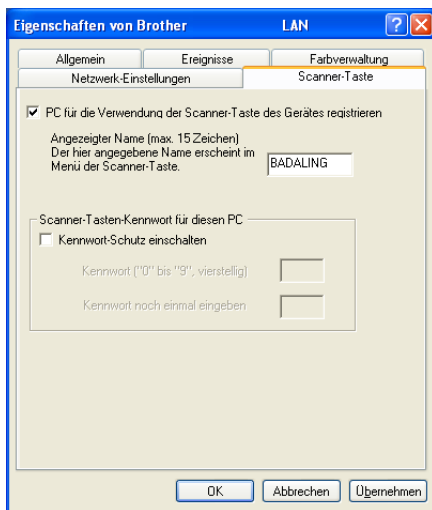 Eigenschaften von Brother LAN
Allgemein Ereignisse Farbverwaltung
Netzwerk-Einstellungen Scanner-Taste
PC für die Verwendung der Scanner-Taste des Gerätes registrieren
Angezeigter Name (max. 15 Zeichen)
Der hier angegebene Name erscheint im
Menü der Scanner-Taste.
BADALING
Scanner-Tasten-Kennwort für diesen PC
Kennwort-Schutz einschalten
Kennwort ("0" bis "9", vierstellig)
Kennwort noch einmal eingeben
OK Abbrechen Übernehmen